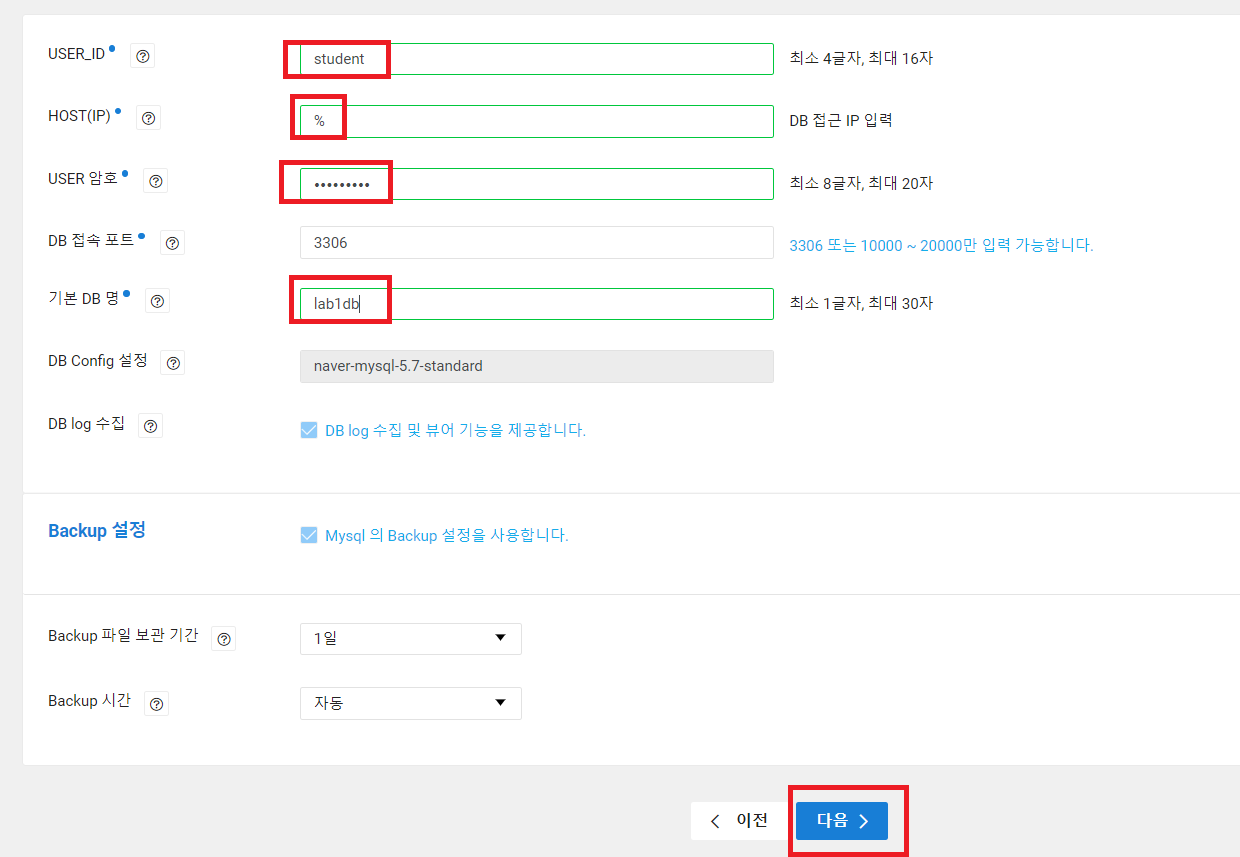 USER_ID
student
최소 4글자, 최대 16자
HOST(IP)
%
DB 접근 IP 입력
USER 암호
•••••••••
최소 8글자, 최대 20자
DB 접속 포트
3306
3306 또는 10000 ~ 20000만 입력 가능합니다.
기본 DB 명
lab1db
최소 1글자, 최대 30자
DB Config 설정
naver-mysql-5.7-standard
DB log 수집
DB log 수집 및 뷰어 기능을 제공합니다.
Backup 설정
Mysql 의 Backup 설정을 사용합니다.
Backup 파일 보관 기간
1일
Backup 시간
자동
이전
다음